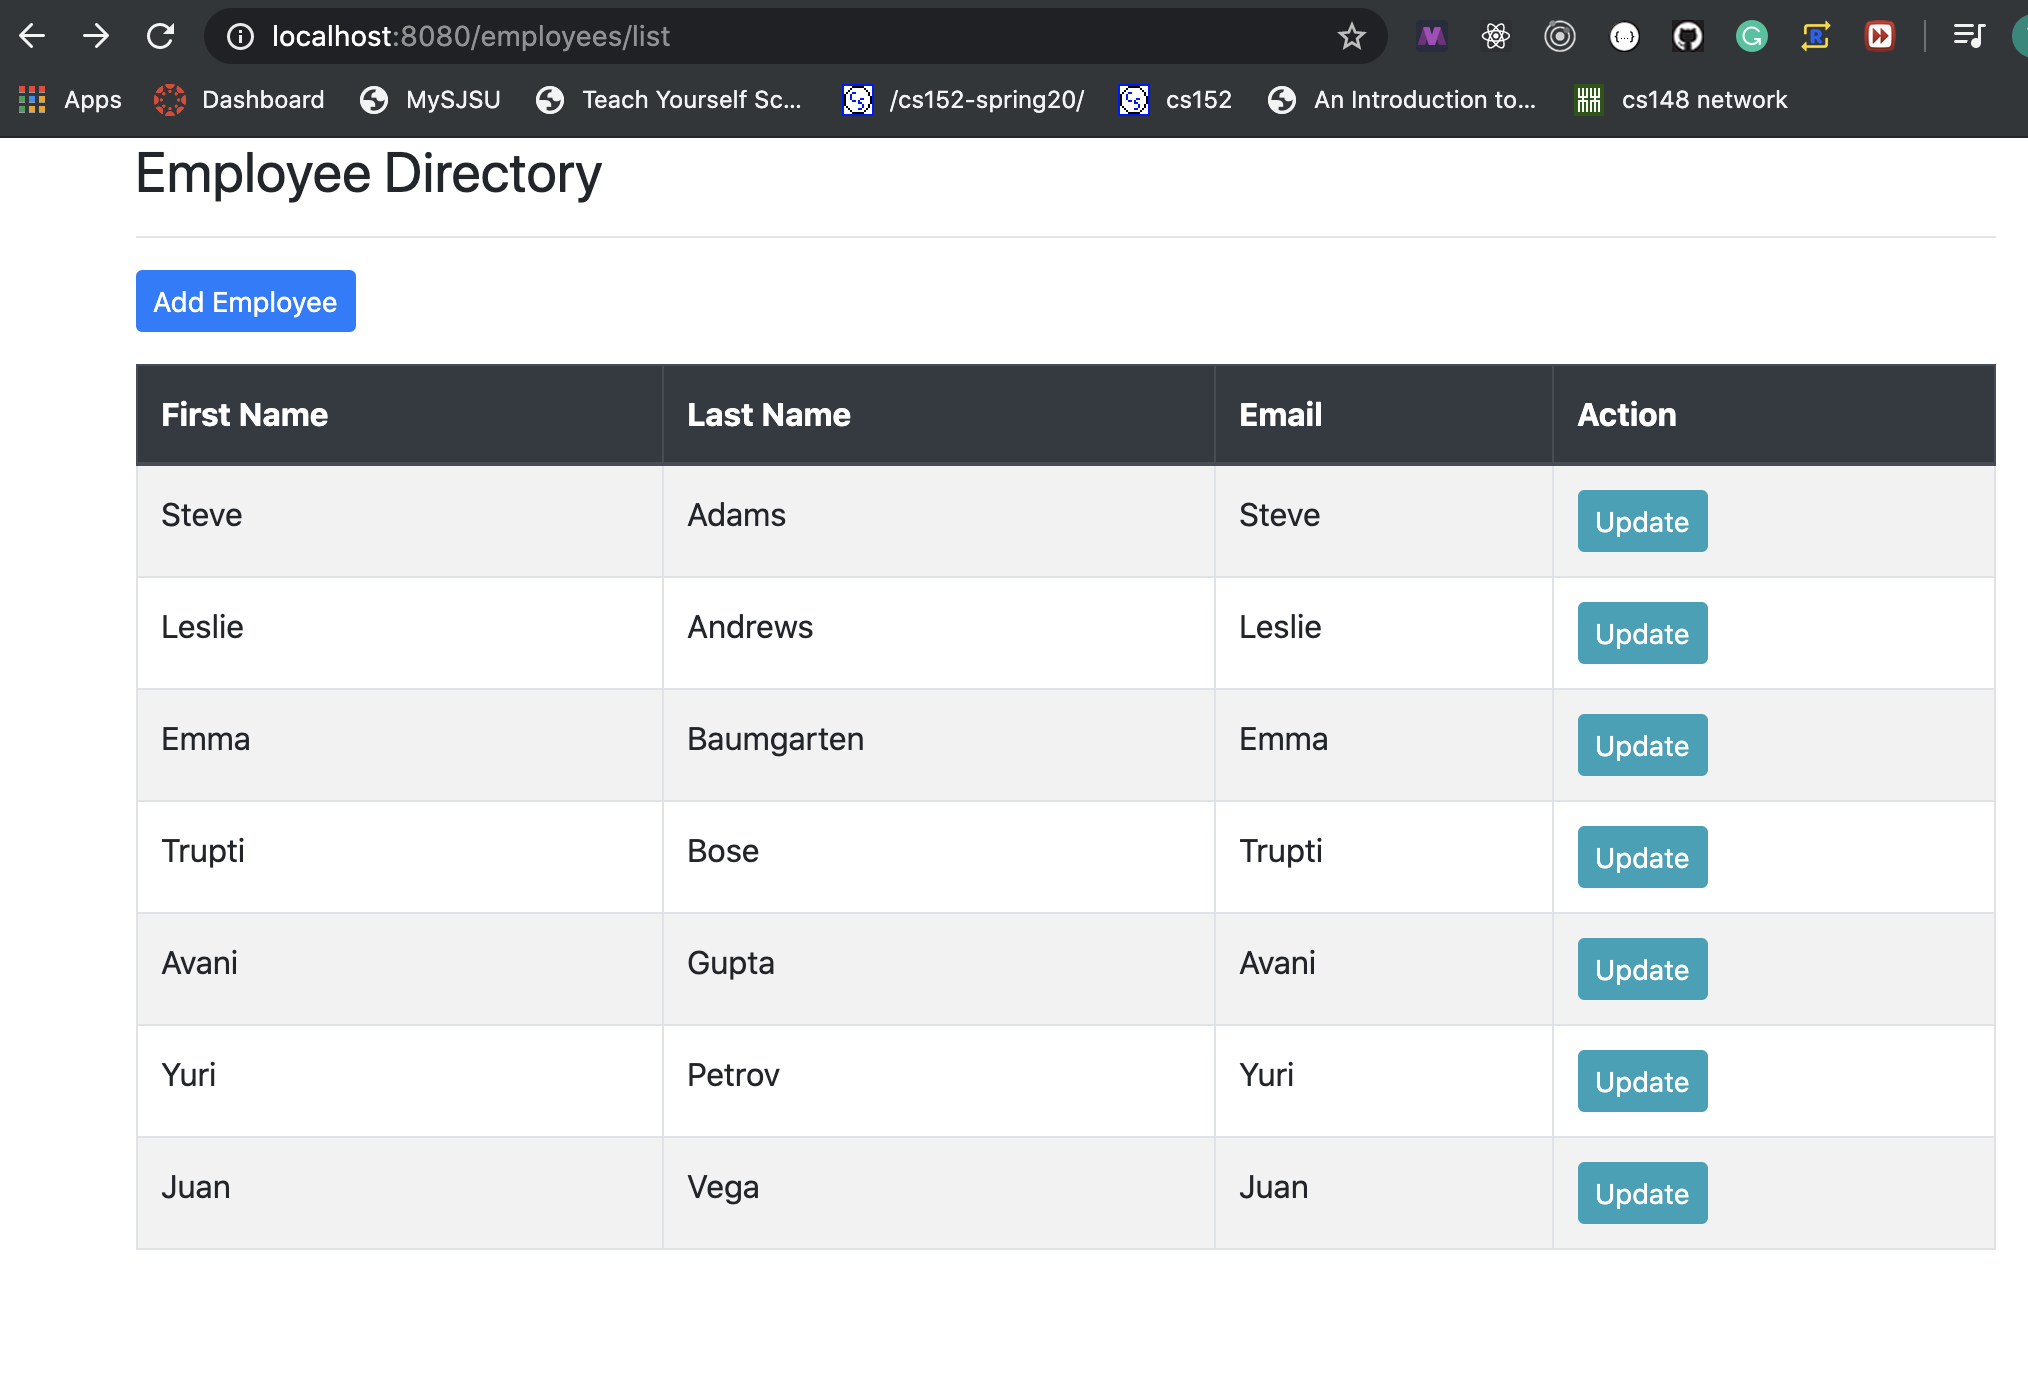 localhost:8080/employees/list
Apps Dashboard MySJSU Teach Yourself Sc... /cs152-spring20/ cs152 An Introduction to... cs148 network
Employee Directory
Add Employee
First Name Last Name Email Action
Steve Adams Steve Update
Leslie Andrews Leslie Update
Emma Baumgarten Emma Update
Trupti Bose Trupti Update
Avani Gupta Avani Update
Yuri Petrov Yuri Update
Juan Vega Juan Update